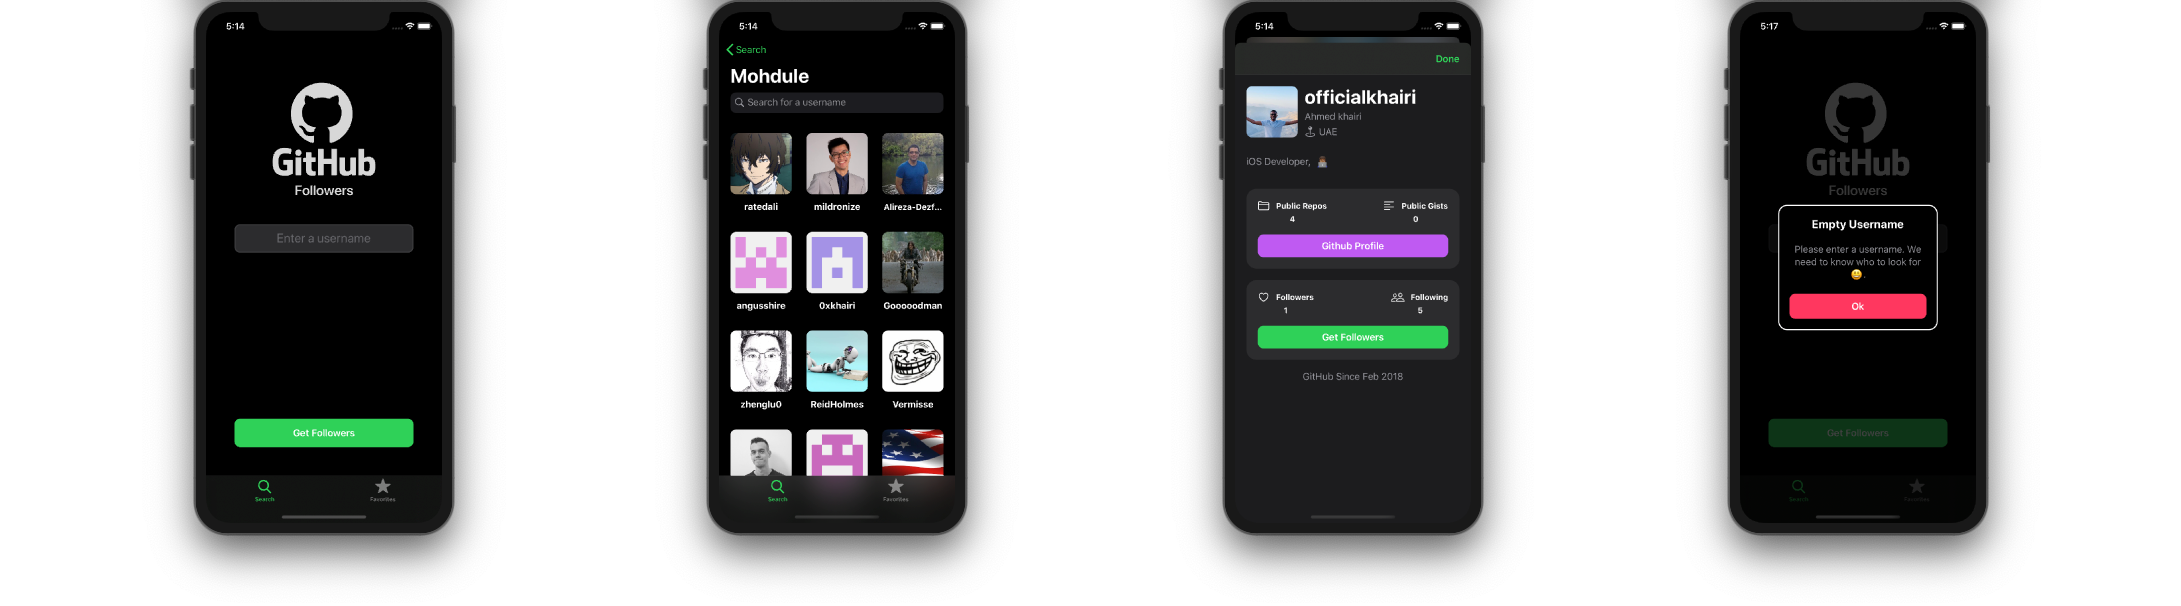 5:14
GitHub
Followers
Enter a username
Get Followers
Search
Favorites
5:14
Search
Mohdule
Search for a username
ratedali
mildronize
Alireza-Dezf...
angusshire
0xkhairi
Gooooodman
zhenglu0
ReidHolmes
Vermisse
Search
Favorites
5:14
Done
officialkhairi
Ahmed khairi
UAE
iOS Developer, 👨🏾‍💻
Public Repos
4
Public Gists
0
Github Profile
Followers
1
Following
5
Get Followers
GitHub Since Feb 2018
5:17
GitHub
Followers
Empty Username
Please enter a username. We
need to know who to look for
😀.
Ok
Get Followers
Search
Favorites